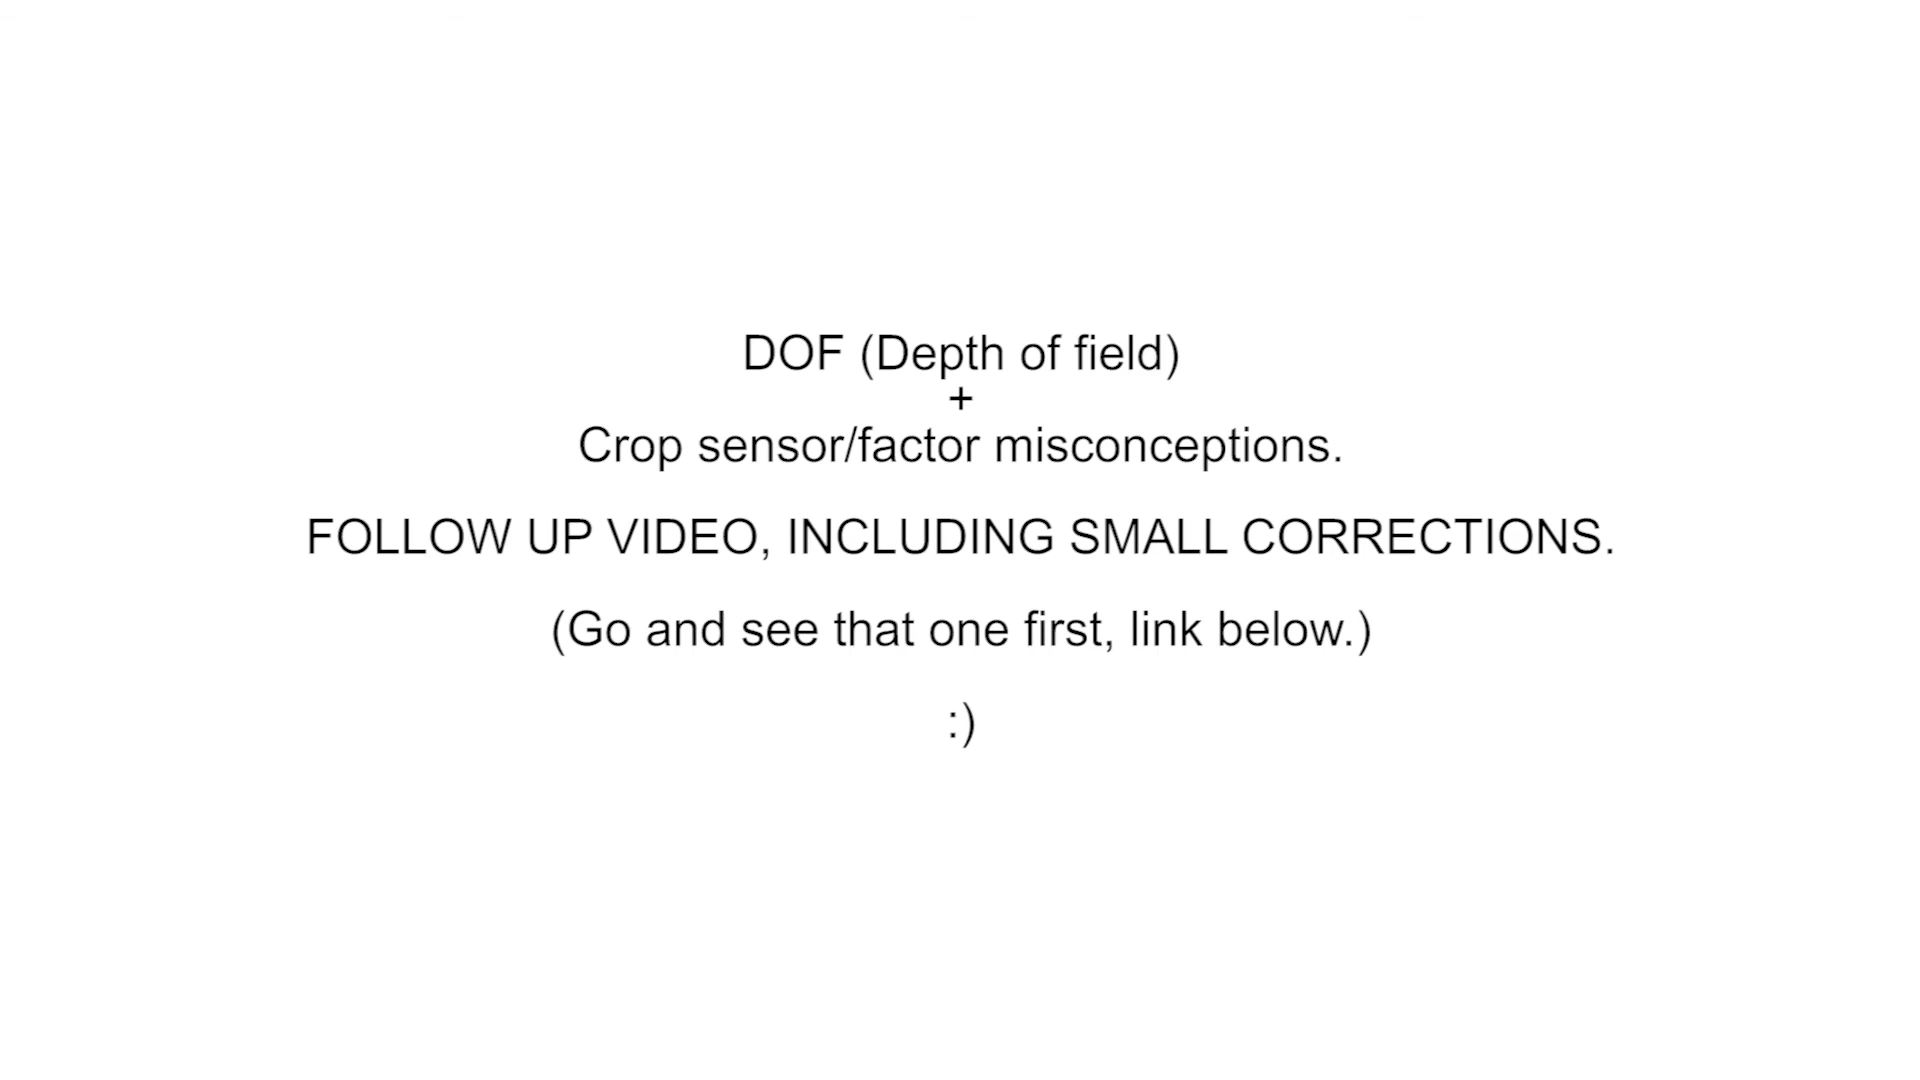 DOF (Depth of field)
+
Crop sensor/factor misconceptions.
FOLLOW UP VIDEO, INCLUDING SMALL CORRECTIONS.
(Go and see that one first, link below.)
:)